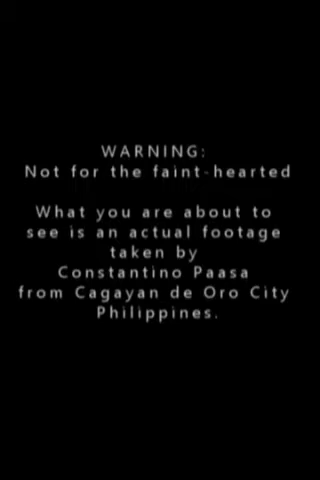 WARNING:
Not for the faint-hearted
What you are about to
see is an actual footage
taken by
Constantino Paasa
from Cagayan de Oro City
Philippines.